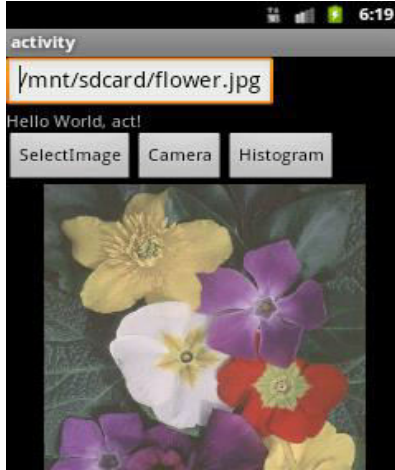 6:19
activity
/mnt/sdcard/flower.jpg
Hello World, act!
SelectImage Camera Histogram